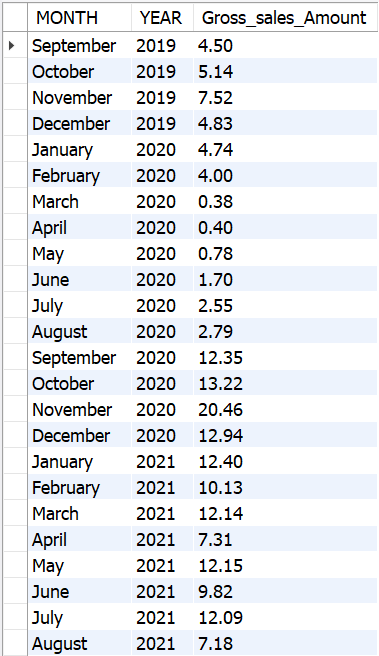 MONTH YEAR Gross_sales_Amount
September 2019 4.50
October 2019 5.14
November 2019 7.52
December 2019 4.83
January 2020 4.74
February 2020 4.00
March 2020 0.38
April 2020 0.40
May 2020 0.78
June 2020 1.70
July 2020 2.55
August 2020 2.79
September 2020 12.35
October 2020 13.22
November 2020 20.46
December 2020 12.94
January 2021 12.40
February 2021 10.13
March 2021 12.14
April 2021 7.31
May 2021 12.15
June 2021 9.82
July 2021 12.09
August 2021 7.18